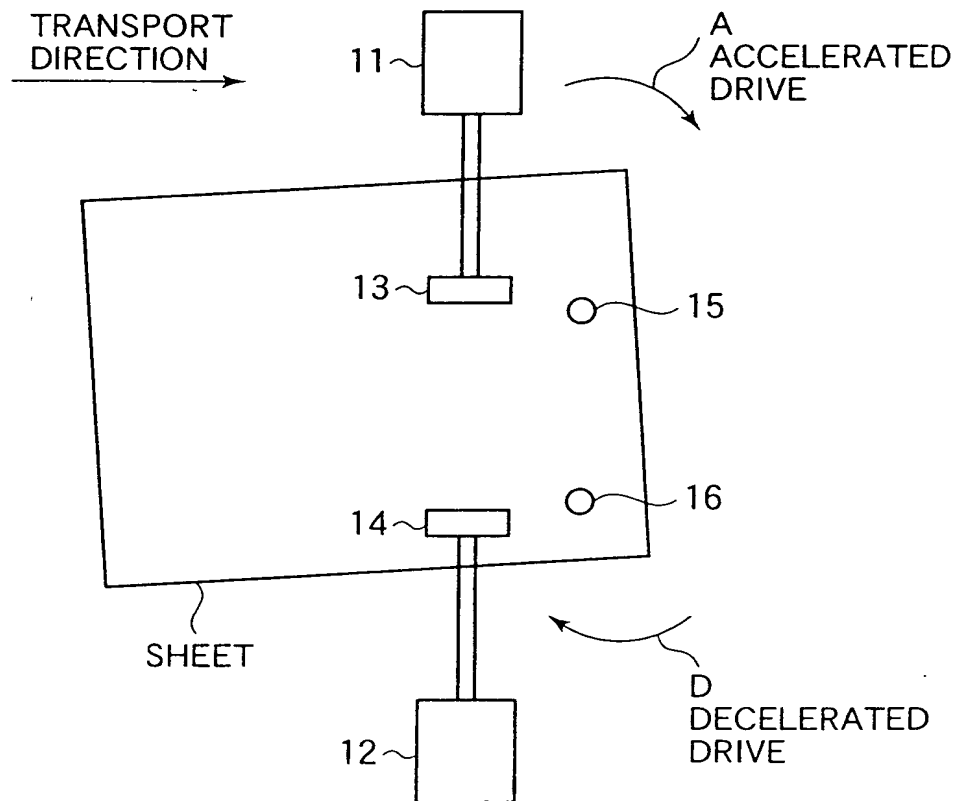 TRANSPORT
DIRECTION
11
A
ACCELERATED
DRIVE
13
15
14
16
SHEET
D
DECELERATED
DRIVE
12